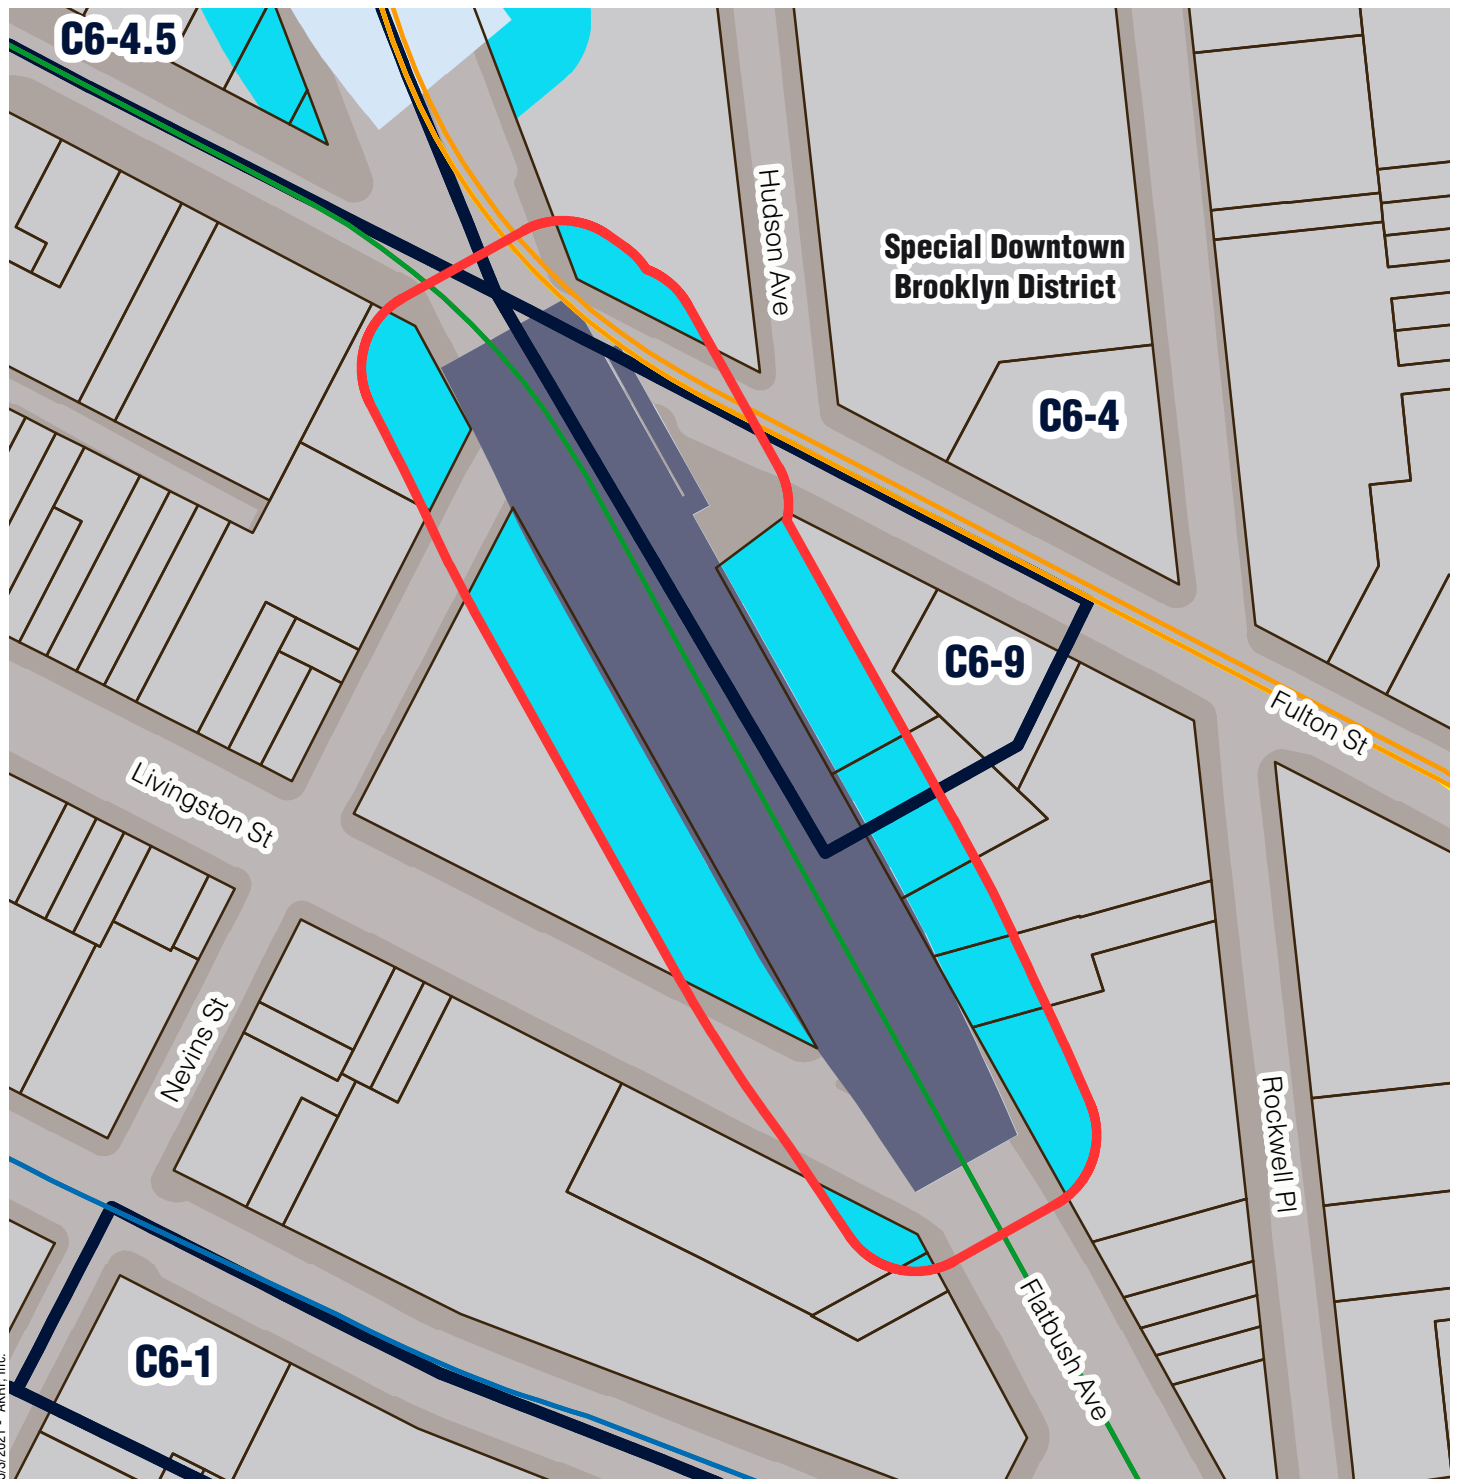 C6-4.5
Hudson Ave
Special Downtown
Brooklyn District
C6-4
C6-9
Fulton St
Livingston St
Nevins St
Rockwell Pl
Flatbush Ave
C6-1